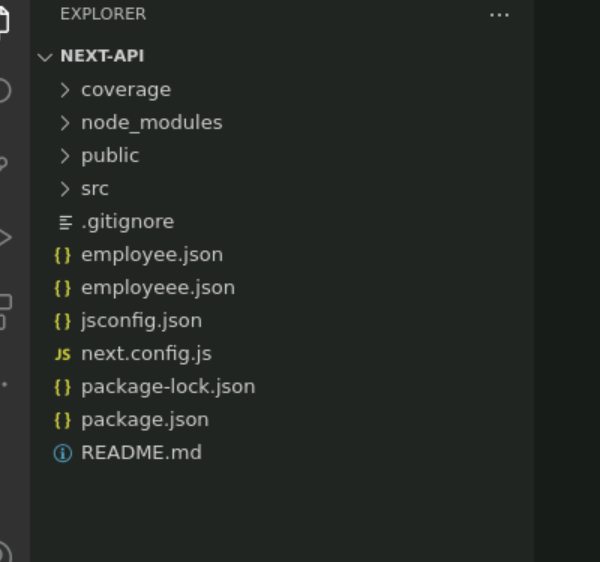 EXPLORER ...
NEXT-API
coverage
node_modules
public
src
.gitignore
{} employee.json
{} employeee.json
{} jsconfig.json
JS next.config.js
{} package-lock.json
{} package.json
README.md